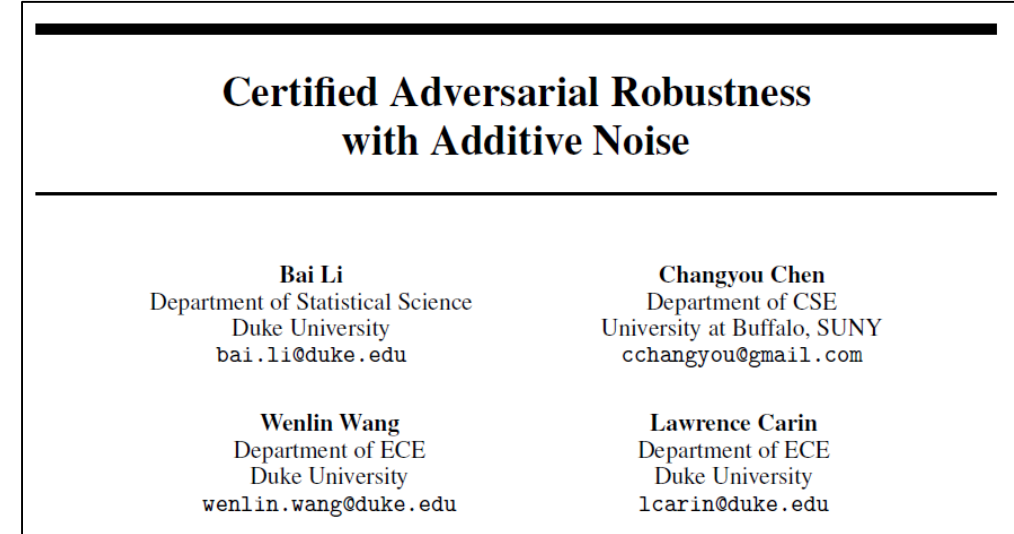 Certified Adversarial Robustness
with Additive Noise
Bai Li
Department of Statistical Science
Duke University
bai.li@duke.edu
Changyou Chen
Department of CSE
University at Buffalo, SUNY
cchangyou@gmail.com
Wenlin Wang
Department of ECE
Duke University
wenlin.wang@duke.edu
Lawrence Carin
Department of ECE
Duke University
lcarin@duke.edu